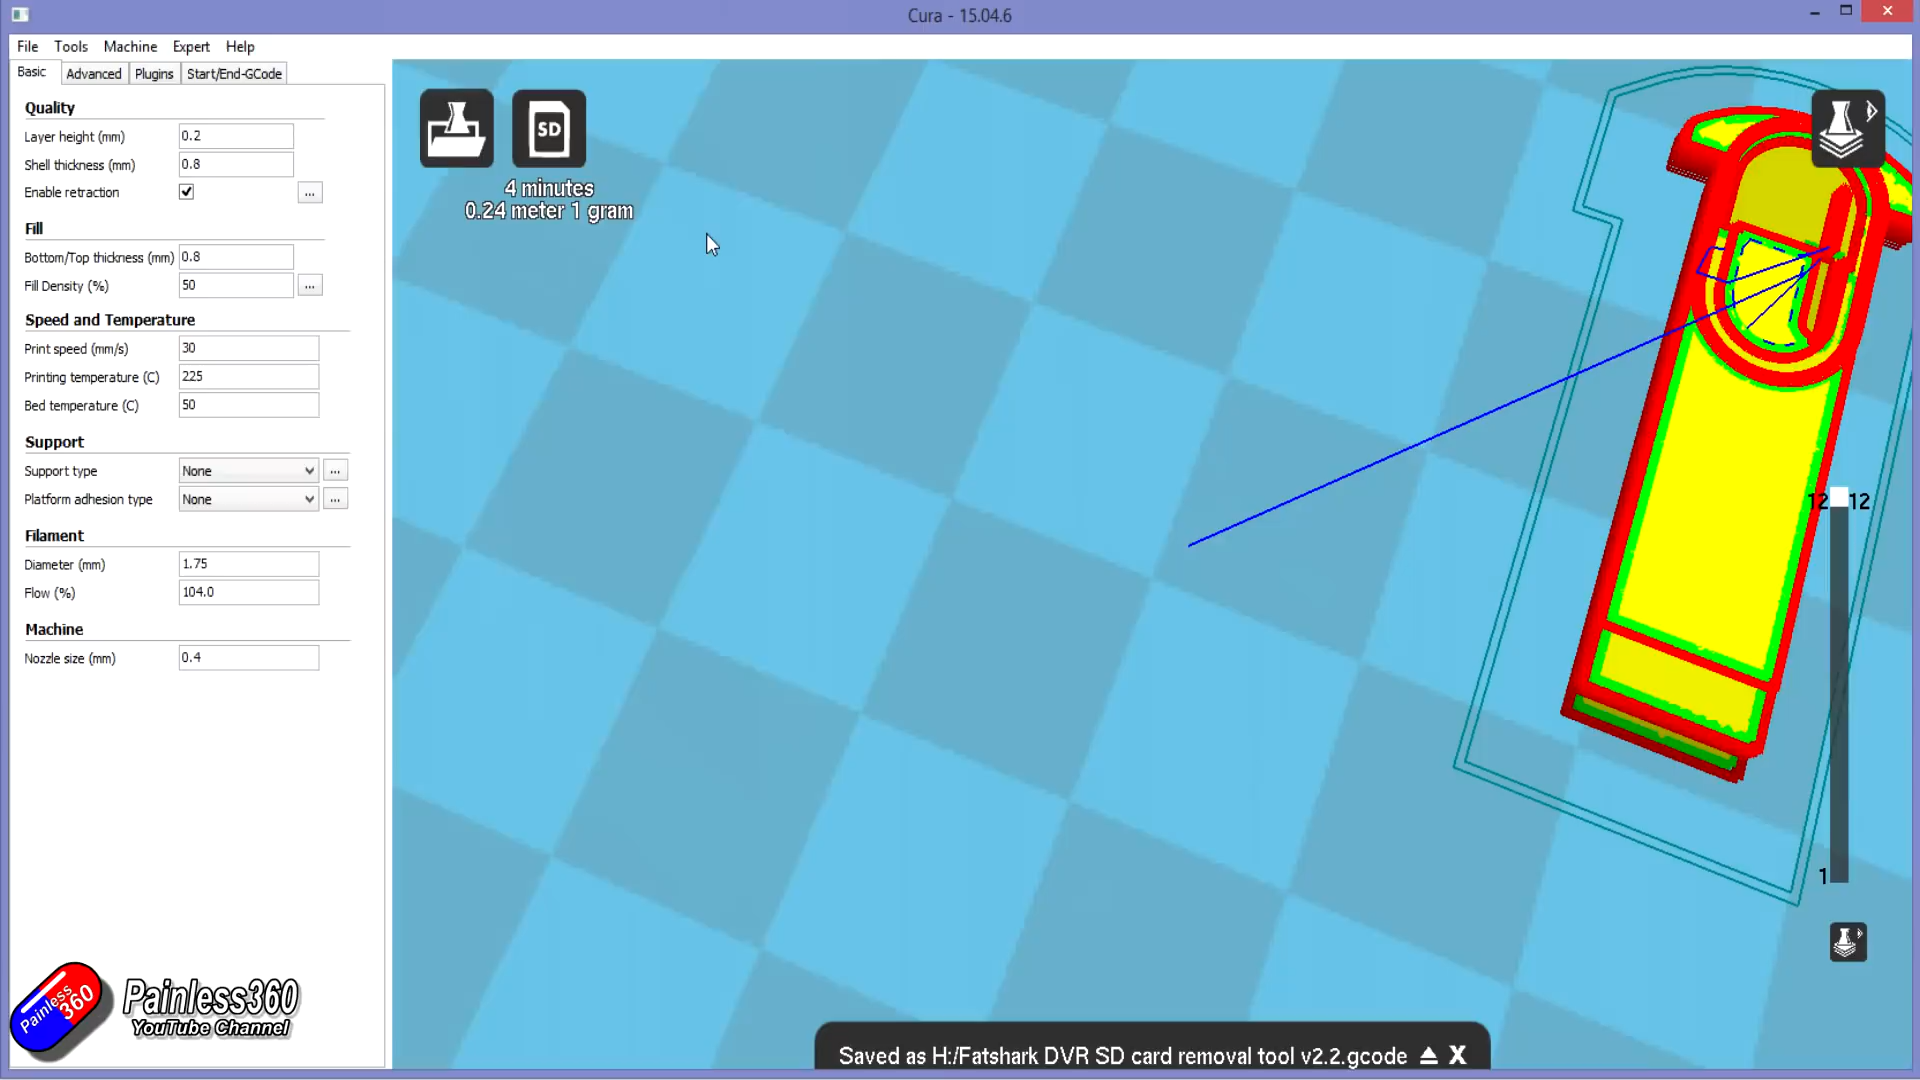 Cura - 15.04.6
File Tools Machine Expert Help
Basic Advanced Plugins Start/End-GCode
Quality
Layer height (mm) 0.2
Shell thickness (mm) 0.8
Enable retraction ...
Fill
Bottom/Top thickness (mm) 0.8
Fill Density (%) 50 ...
Speed and Temperature
Print speed (mm/s) 30
Printing temperature (C) 225
Bed temperature (C) 50
Support
Support type None ...
Platform adhesion type None ...
Filament
Diameter (mm) 1.75
Flow (%) 104.0
Machine
Nozzle size (mm) 0.4
SD
4 minutes
0.24 meter 1 gram
12 12
1
Painless 360
Painless360
YouTube Channel
Saved as H:/Fatshark DVR SD card removal tool v2.2.gcode X